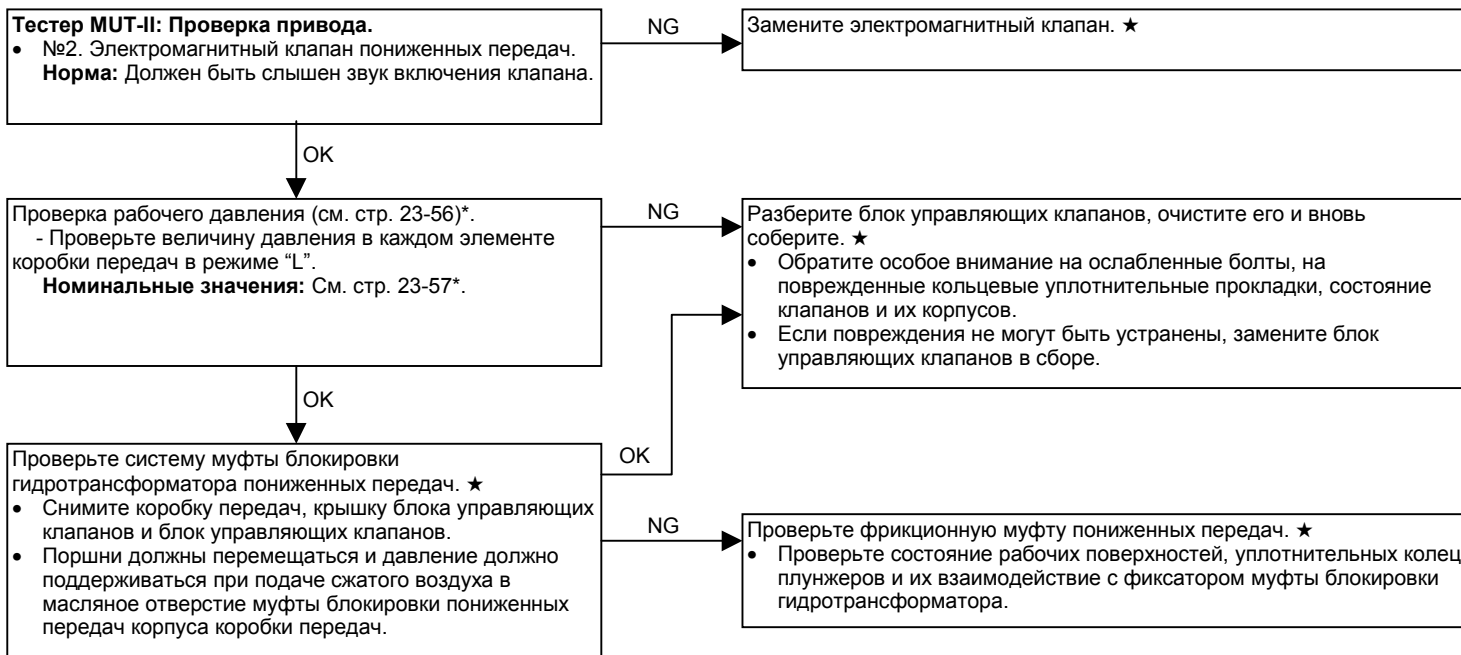 Тестер MUT-II: Проверка привода.
• №2. Электромагнитный клапан пониженных передач.
Норма: Должен быть слышен звук включения клапана.
NG
Замените электромагнитный клапан. ★
OK
Проверка рабочего давления (см. стр. 23-56)*.
- Проверьте величину давления в каждом элементе
коробки передач в режиме “L”.
Номинальные значения: См. стр. 23-57*.
NG
Разберите блок управляющих клапанов, очистите его и вновь
соберите. ★
• Обратите особое внимание на ослабленные болты, на
поврежденные кольцевые уплотнительные прокладки, состояние
клапанов и их корпусов.
• Если повреждения не могут быть устранены, замените блок
управляющих клапанов в сборе.
OK
Проверьте систему муфты блокировки
гидротрансформатора пониженных передач. ★
• Снимите коробку передач, крышку блока управляющих
клапанов и блок управляющих клапанов.
• Поршни должны перемещаться и давление должно
поддерживаться при подаче сжатого воздуха в
масляное отверстие муфты блокировки пониженных
передач корпуса коробки передач.
OK
NG
Проверьте фрикционную муфту пониженных передач. ★
• Проверьте состояние рабочих поверхностей, уплотнительных колец
плунжеров и их взаимодействие с фиксатором муфты блокировки
гидротрансформатора.